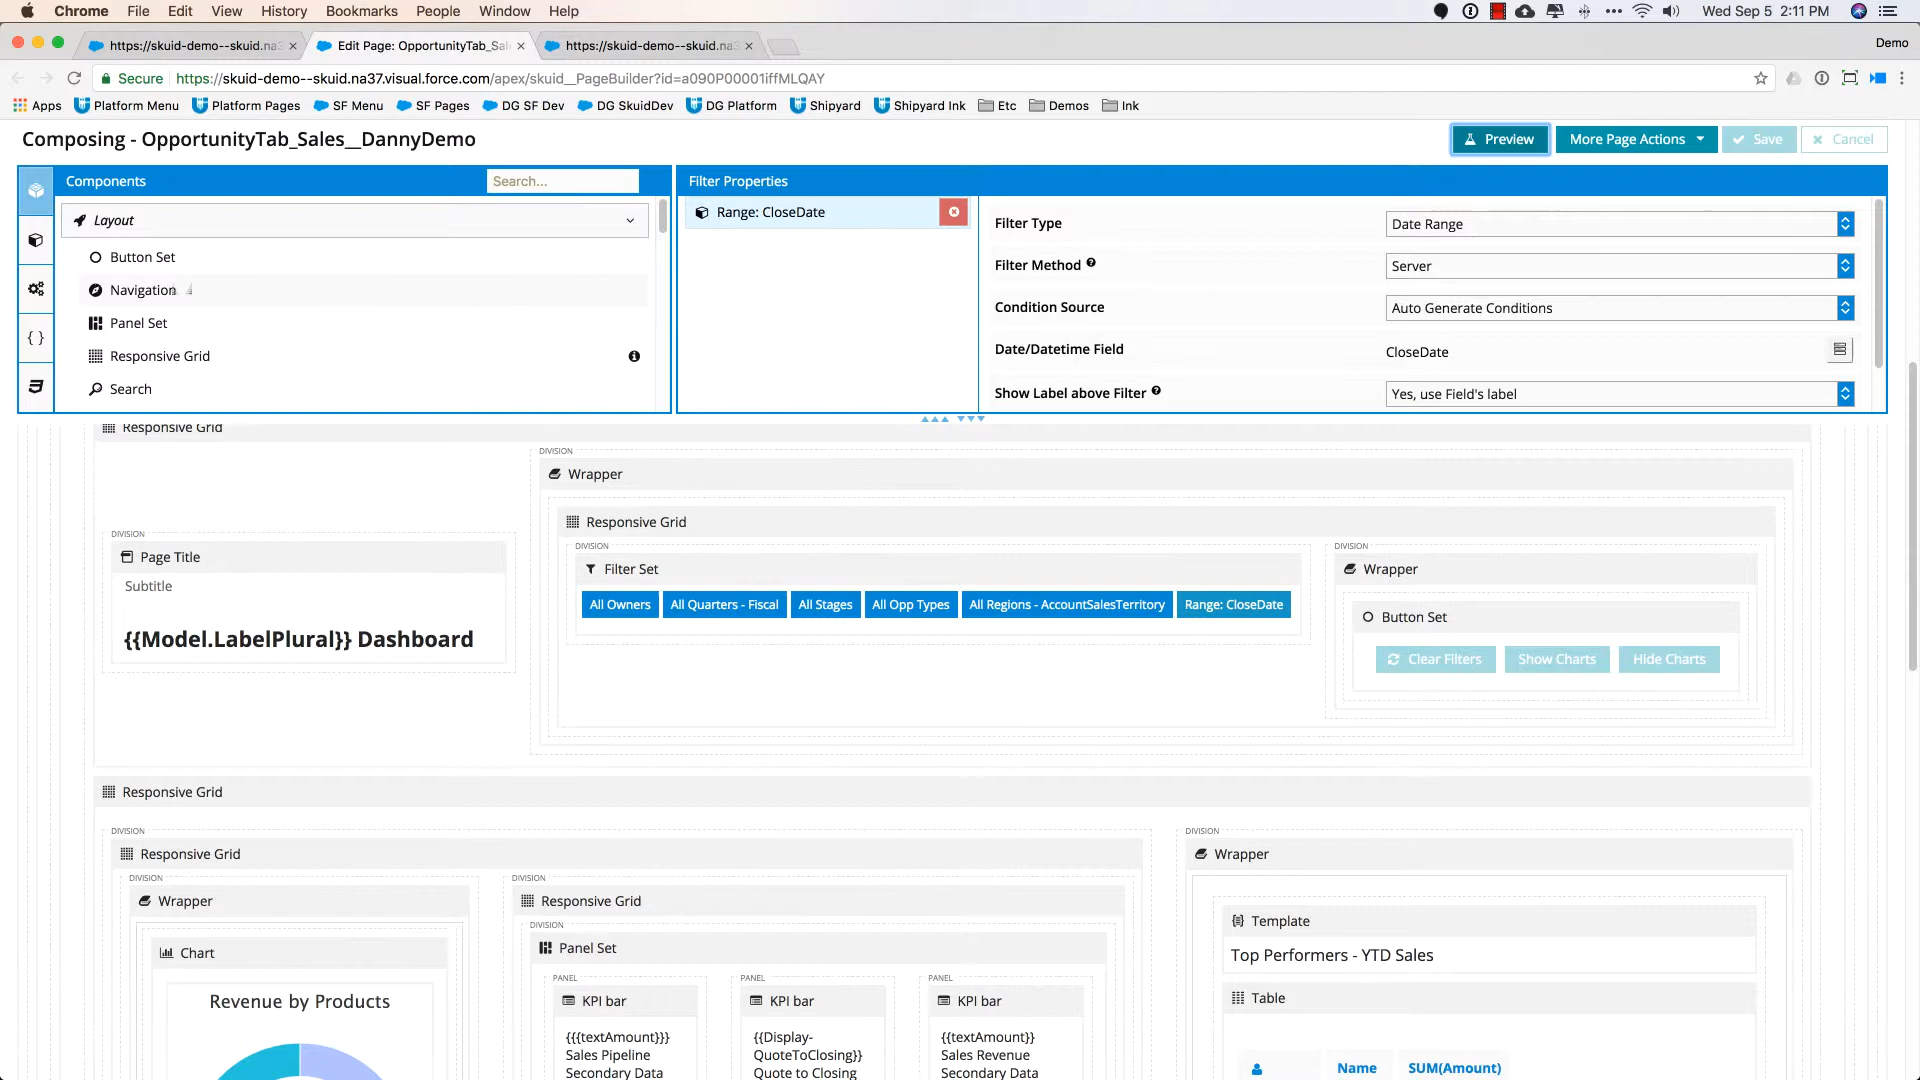 Chrome File Edit View History Bookmarks People Window Help Wed Sep 5 2:11 PM
https://skuid-demo--skuid.na3 Edit Page: OpportunityTab_Sal https://skuid-demo--skuid.na3 Demo
Secure https://skuid-demo--skuid.na37.visual.force.com/apex/skuid__PageBuilder?id=a090P00001iffMLQAY
Apps Platform Menu Platform Pages SF Menu SF Pages DG SF Dev DG SkuidDev DG Platform Shipyard Shipyard Ink Etc Demos Ink
Composing - OpportunityTab_Sales__DannyDemo Preview More Page Actions Save Cancel
Components Search...
Filter Properties
Layout
Button Set
Navigation
Panel Set
Responsive Grid
Search
Range: CloseDate
Filter Type Date Range
Filter Method Server
Condition Source Auto Generate Conditions
Date/Datetime Field CloseDate
Show Label above Filter Yes, use Field's label
Responsive Grid
DIVISION
Wrapper
Responsive Grid
DIVISION
Page Title
Subtitle
{{Model.LabelPlural}} Dashboard
DIVISION
Filter Set
All Owners All Quarters - Fiscal All Stages All Opp Types All Regions - AccountSalesTerritory Range: CloseDate
DIVISION
Wrapper
Button Set
Clear Filters Show Charts Hide Charts
Responsive Grid
DIVISION
Responsive Grid
DIVISION
Wrapper
Chart
Revenue by Products
DIVISION
Responsive Grid
DIVISION
Panel Set
PANEL
KPI bar
{{{textAmount}}}
Sales Pipeline
Secondary Data
PANEL
KPI bar
{{Display-
QuoteToClosing}}
Quote to Closing
PANEL
KPI bar
{{textAmount}}
Sales Revenue
Secondary Data
DIVISION
Wrapper
Template
Top Performers - YTD Sales
Table
Name SUM(Amount)